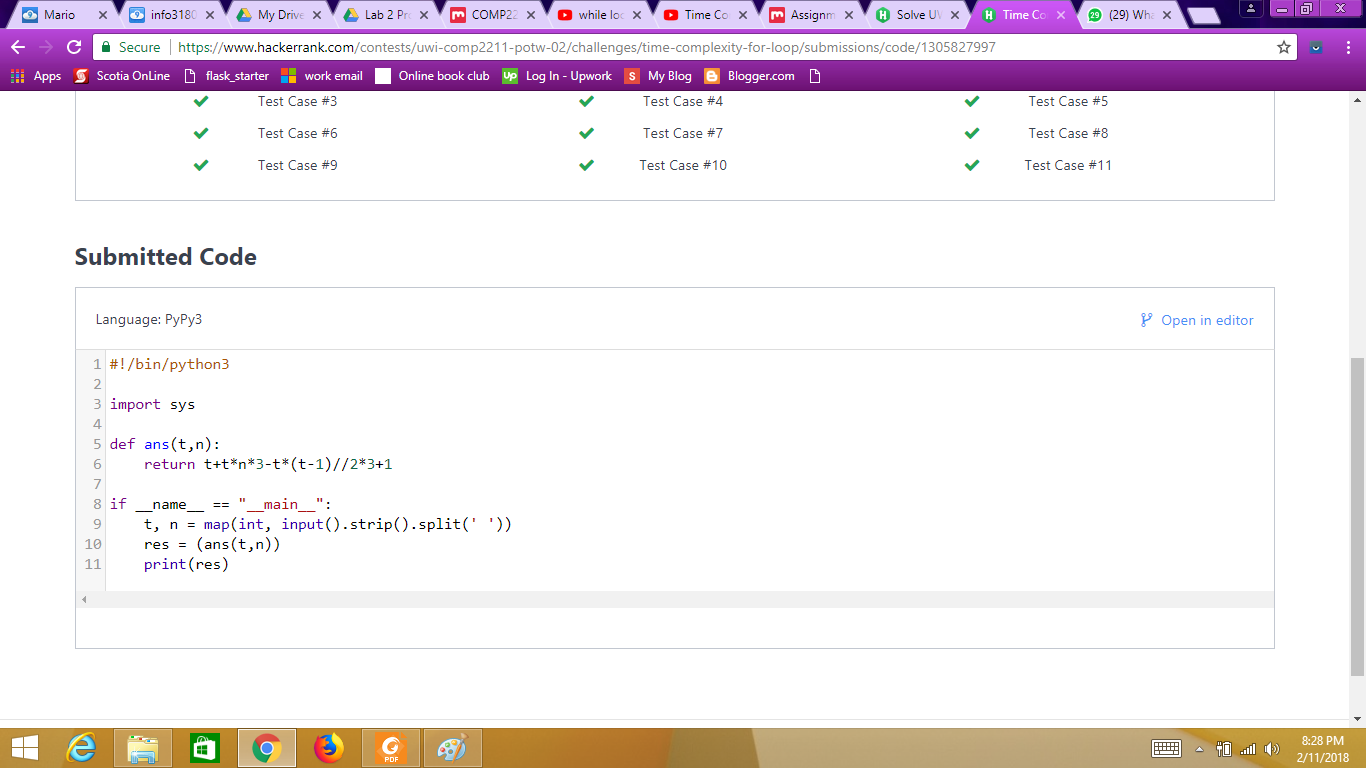 Mario
info3180
My Drive
Lab 2 Pr
COMP22
while loo
Time Co
Assignm
Solve UW
Time Co
(29) Wha
Secure
https://www.hackerrank.com/contests/uwi-comp2211-potw-02/challenges/time-complexity-for-loop/submissions/code/1305827997
Apps Scotia OnLine flask_starter work email Online book club Log In - Upwork My Blog Blogger.com
Test Case #3 Test Case #4 Test Case #5
Test Case #6 Test Case #7 Test Case #8
Test Case #9 Test Case #10 Test Case #11
Submitted Code
Language: PyPy3 Open in editor
1 #!/bin/python3
2
3 import sys
4
5 def ans(t,n):
6     return t+t*n*3-t*(t-1)//2*3+1
7
8 if __name__ == "__main__":
9     t, n = map(int, input().strip().split(' '))
10     res = (ans(t,n))
11     print(res)
PDF
8:28 PM
2/11/2018